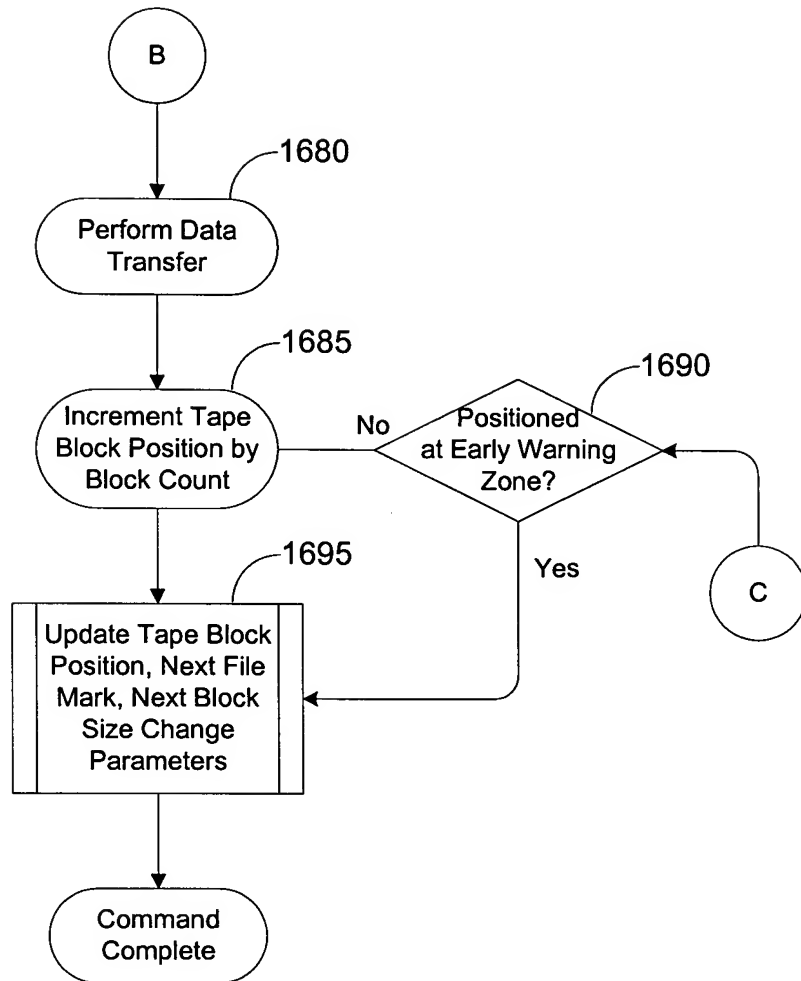 B
1680
Perform Data
Transfer
1685
Increment Tape
Block Position by
Block Count
No
1690
Positioned
at Early Warning
Zone?
Yes
C
1695
Update Tape Block
Position, Next File
Mark, Next Block
Size Change
Parameters
Command
Complete